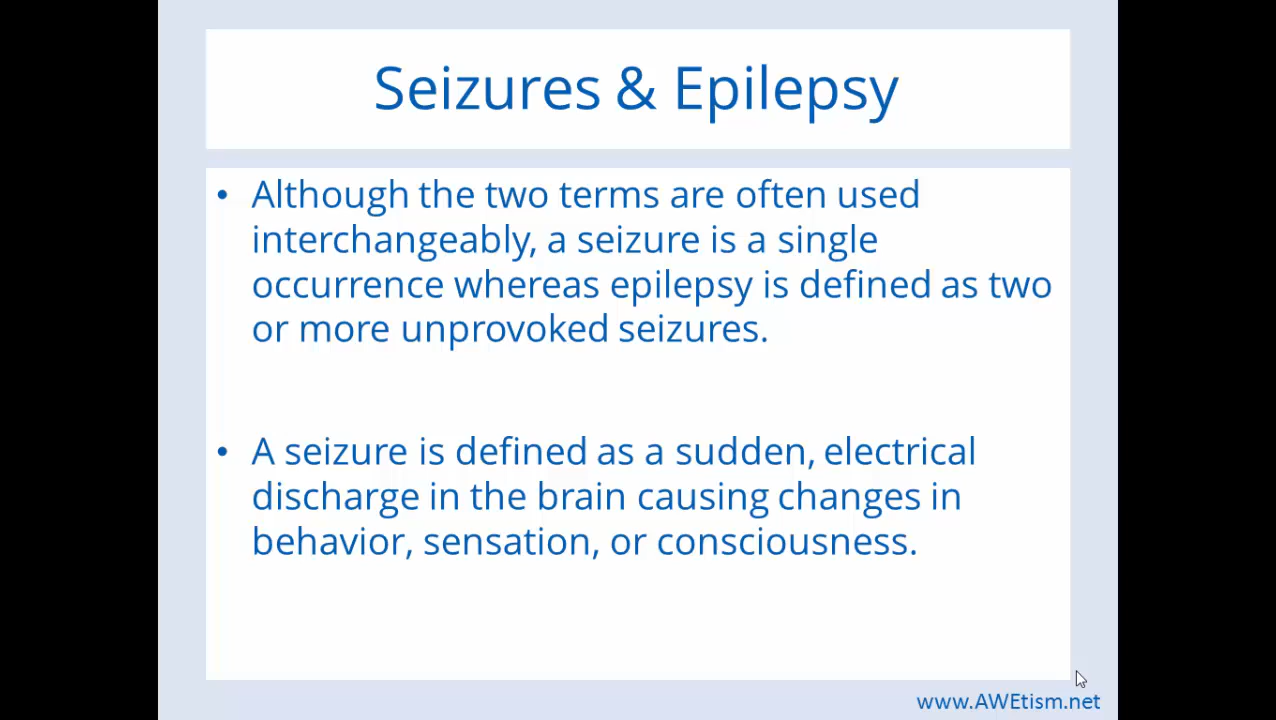 Seizures & Epilepsy
• Although the two terms are often used
interchangeably, a seizure is a single
occurrence whereas epilepsy is defined as two
or more unprovoked seizures.
• A seizure is defined as a sudden, electrical
discharge in the brain causing changes in
behavior, sensation, or consciousness.
www.AWEtism.net